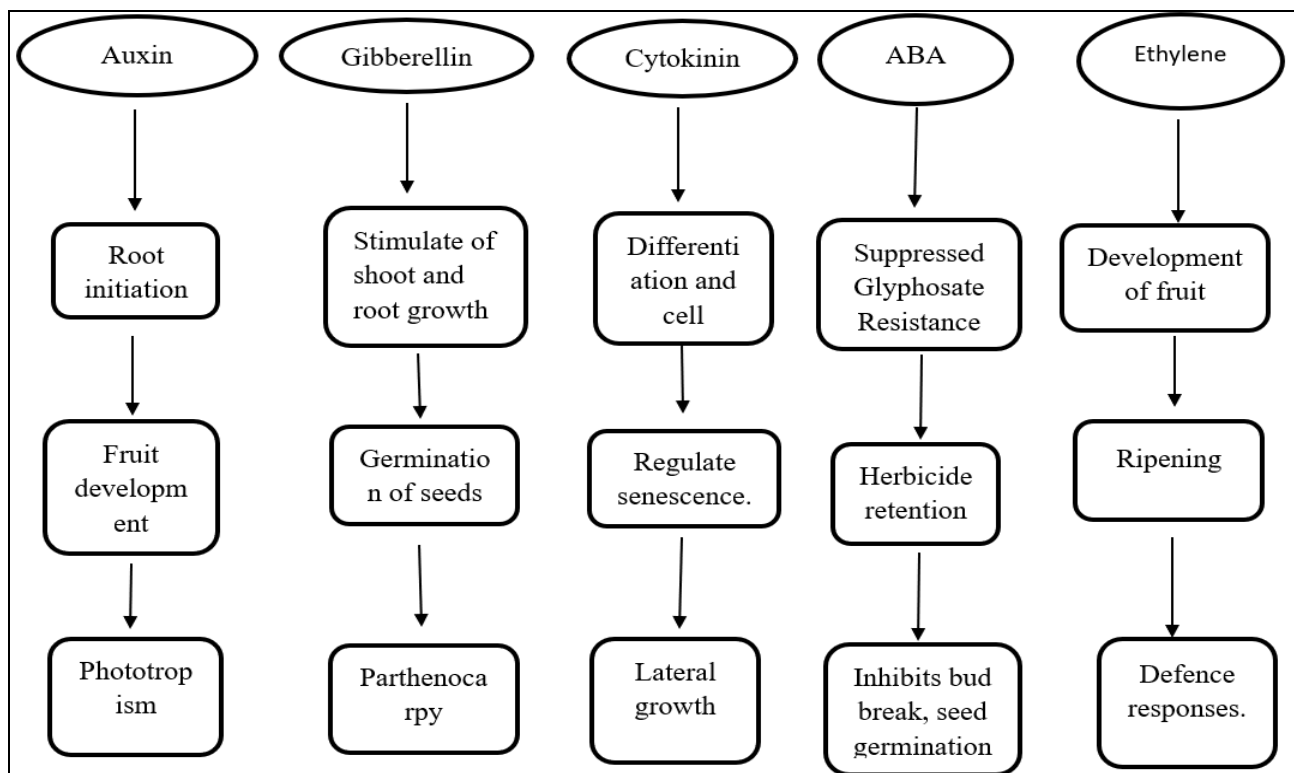 Auxin
Root
initiation
Fruit
developm
ent
Phototrop
ism
Gibberellin
Stimulate of
shoot and
root growth
Germinatio
n of seeds
Parthenoca
rpy
Cytokinin
Differenti
ation and
cell
Regulate
senescence.
Lateral
growth
ABA
Suppressed
Glyphosate
Resistance
Herbicide
retention
Inhibits bud
break, seed
germination
Ethylene
Development
of fruit
Ripening
Defence
responses.